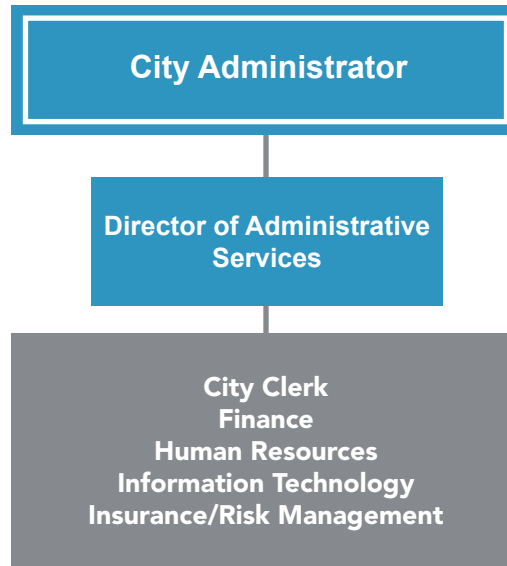 City Administrator
Director of Administrative
Services
City Clerk
Finance
Human Resources
Information Technology
Insurance/Risk Management